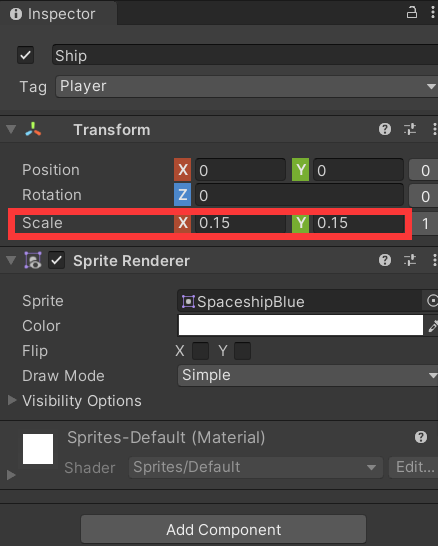 Inspector
Ship
Tag Player
Transform
Position X 0 Y 0 0
Rotation Z 0 0
Scale X 0.15 Y 0.15 1
Sprite Renderer
Sprite SpaceshipBlue
Color
Flip X Y
Draw Mode Simple
Visibility Options
Sprites-Default (Material)
Shader Sprites/Default Edit...
Add Component